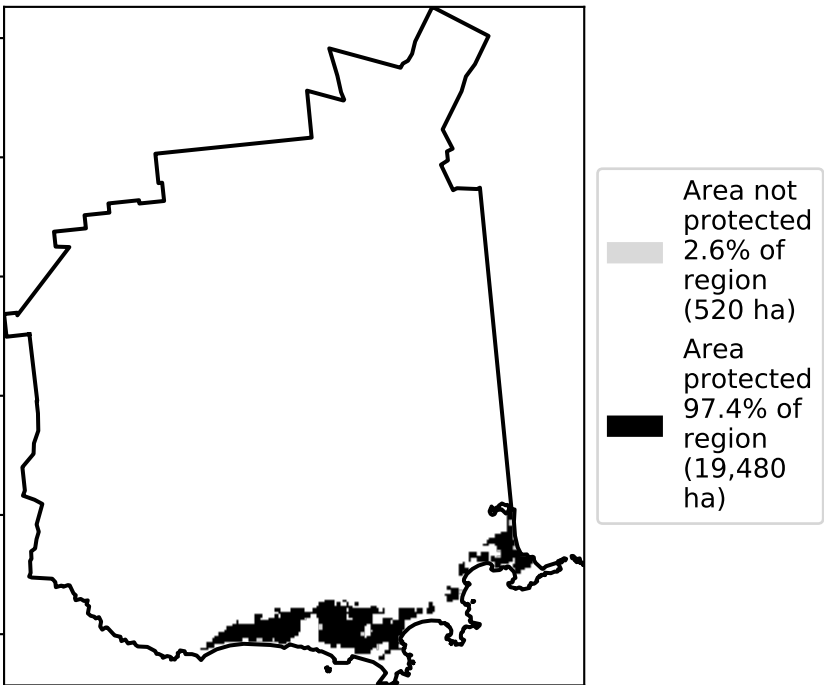 Area not
protected
2.6% of
region
(520 ha)
Area
protected
97.4% of
region
(19,480
ha)